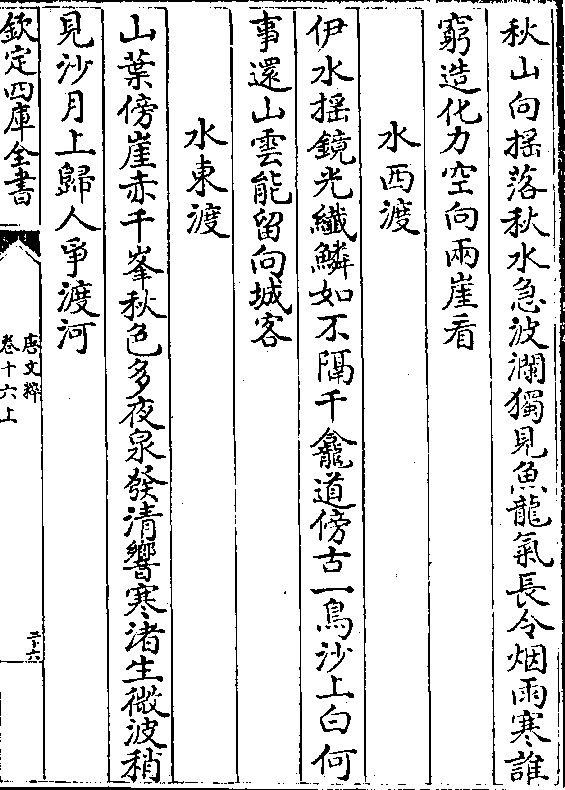 秋山向揺落秋水急波瀾獨見魚龍氣長令烟雨寒誰
窮造化力空向兩崖看
水西渡
伊水揺鏡光纖鱗如不隔千龕道傍古一鳥沙上白何
事還山雲能留向城客
水東渡
山葉傍崖赤千峯秋色多夜泉發清響寒渚生微波稍
見沙月上歸人爭渡河
欽定四庫全書
唐文粹
卷十六上
三十六